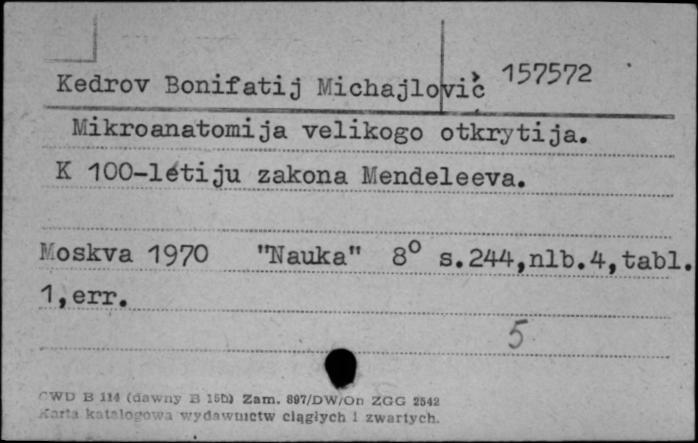 Kedrov Bonifatij Michajlovič 157572
Mikroanatomija velikogo otkrytija.
K 100-letiju zakona Mendeleeva.
Moskva 1970 "Nauka" 8° s.244,nlb.4,tabl.
1,err.
5
CWD B 114 (dawny B 15b) Zam. 897/DW/On ZGG 2542
Karta katalogowa wydawnictw ciągłych i zwartych.